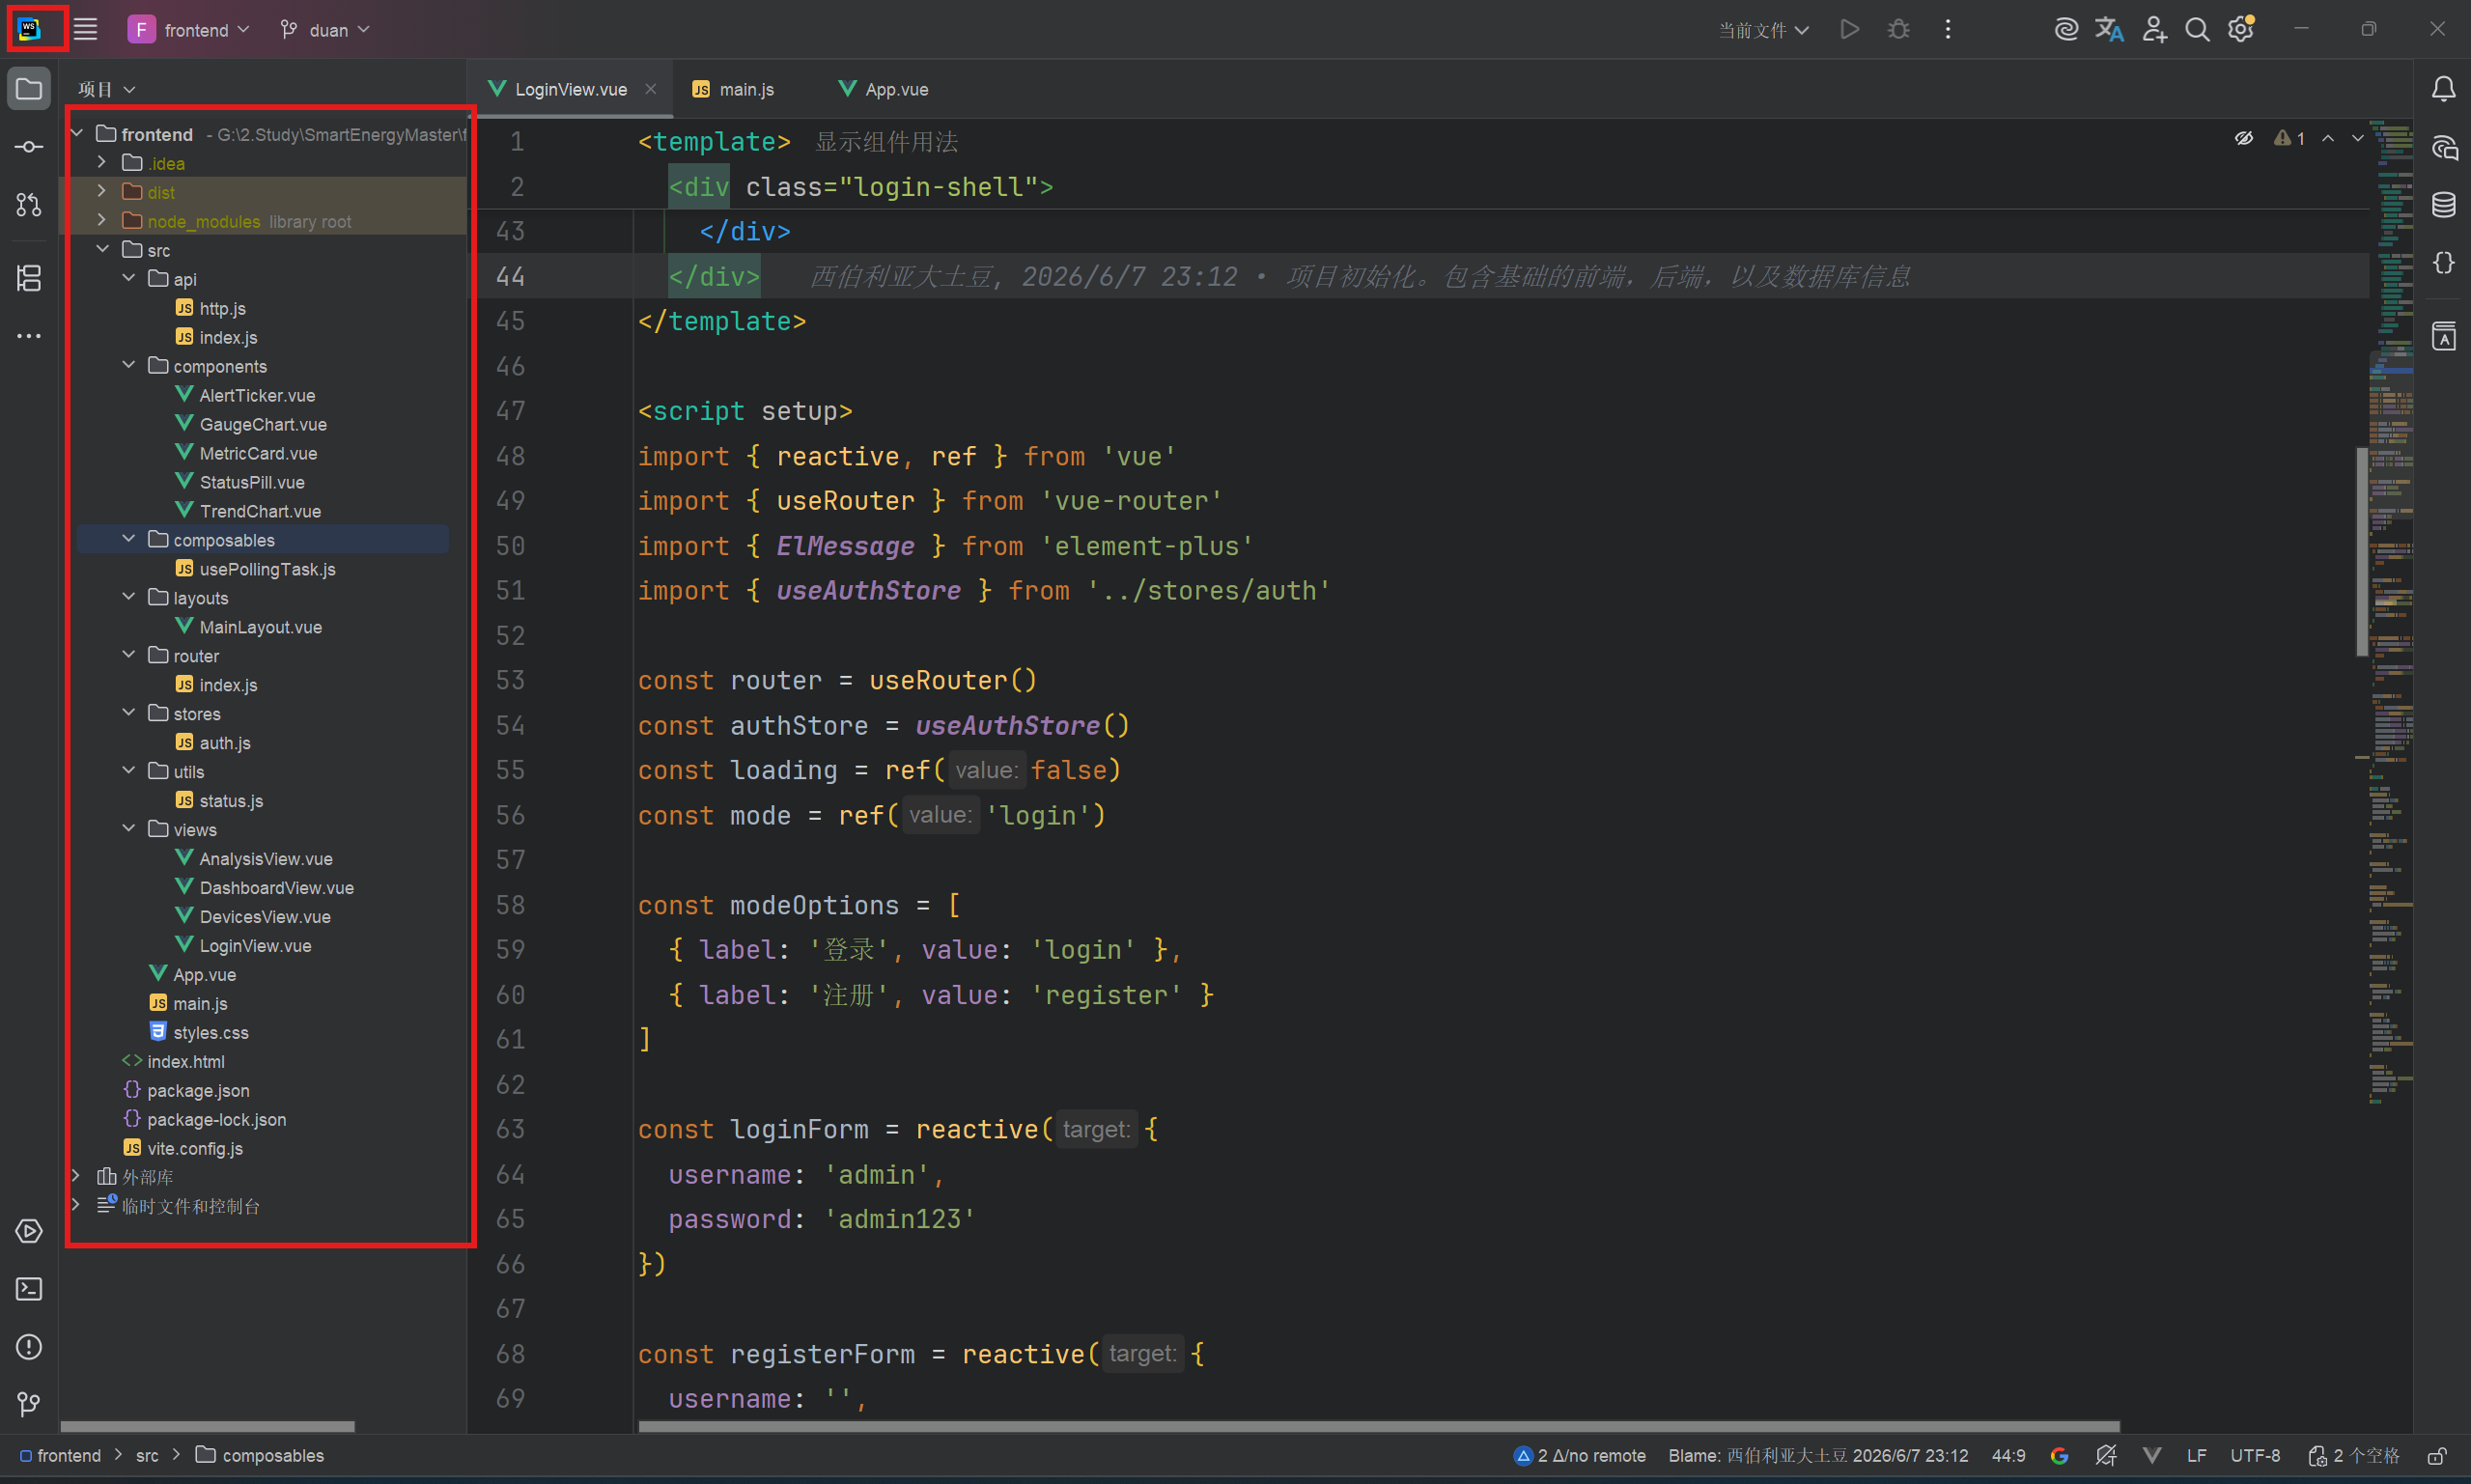 WS
F frontend duan
当前文件
项目
LoginView.vue
JS main.js
App.vue
frontend - G:\2.Study\SmartEnergyMaster\f
.idea
dist
node_modules library root
src
api
JS http.js
JS index.js
components
AlertTicker.vue
GaugeChart.vue
MetricCard.vue
StatusPill.vue
TrendChart.vue
composables
JS usePollingTask.js
layouts
MainLayout.vue
router
JS index.js
stores
JS auth.js
utils
JS status.js
views
AnalysisView.vue
DashboardView.vue
DevicesView.vue
LoginView.vue
App.vue
JS main.js
styles.css
index.html
package.json
package-lock.json
JS vite.config.js
外部库
临时文件和控制台
1 <template> 显示组件用法
2 <div class="login-shell">
1
43 </div>
44 </div> 西伯利亚大土豆, 2026/6/7 23:12 • 项目初始化。包含基础的前端，后端，以及数据库信息
45 </template>
46
47 <script setup>
48 import { reactive, ref } from 'vue'
49 import { useRouter } from 'vue-router'
50 import { ElMessage } from 'element-plus'
51 import { useAuthStore } from '../stores/auth'
52
53 const router = useRouter()
54 const authStore = useAuthStore()
55 const loading = ref( value: false)
56 const mode = ref( value: 'login')
57
58 const modeOptions = [
59 { label: '登录', value: 'login' },
60 { label: '注册', value: 'register' }
61 ]
62
63 const loginForm = reactive( target: {
64 username: 'admin',
65 password: 'admin123'
66 })
67
68 const registerForm = reactive( target: {
69 username: '',
frontend > src > composables
2 Δ/no remote Blame: 西伯利亚大土豆 2026/6/7 23:12 44:9 LF UTF-8 2 个空格